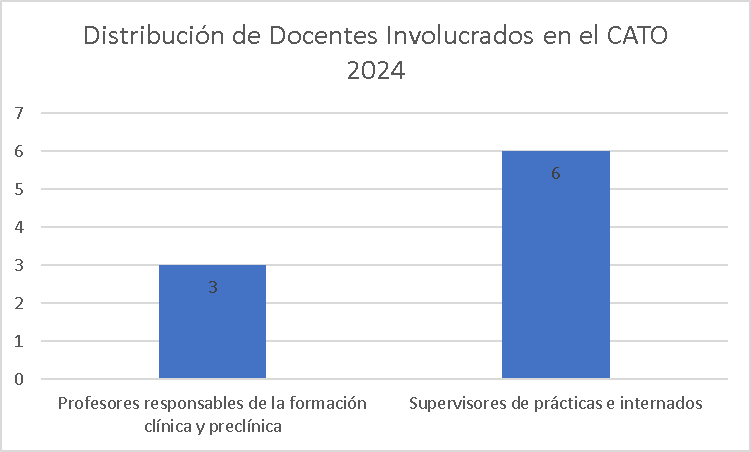 Distribución de Docentes Involucrados en el CATO
2024
7
6
5
4
3
2
1
0
3
6
Profesores responsables de la formación
clínica y preclínica
Supervisores de prácticas e internados